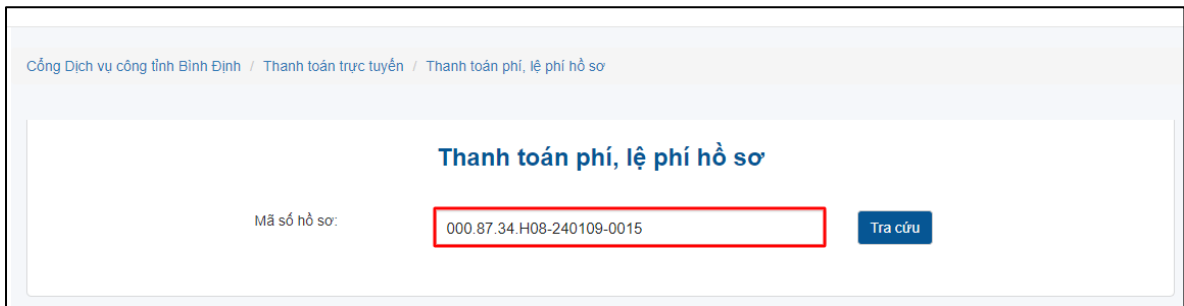 Cổng Dịch vụ công tỉnh Bình Định / Thanh toán trực tuyến / Thanh toán phí, lệ phí hồ sơ
Thanh toán phí, lệ phí hồ sơ
Mã số hồ sơ: 000.87.34.H08-240109-0015 Tra cứu